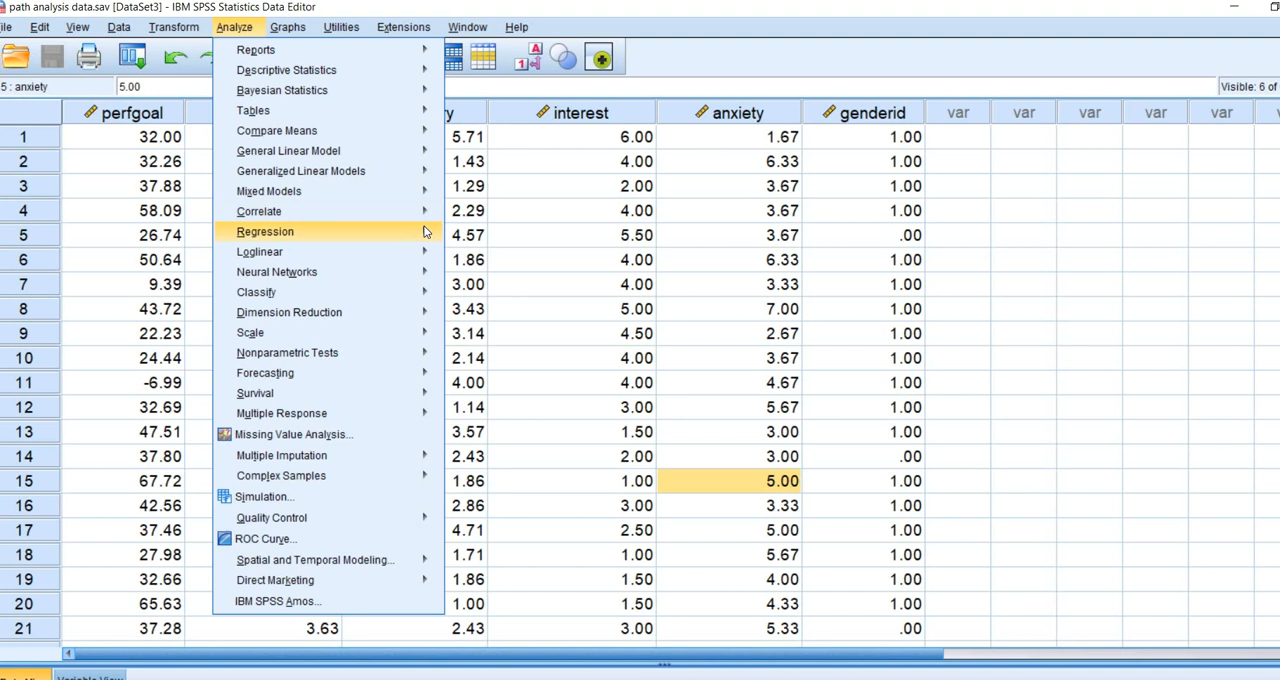 path analysis data.sav [DataSet3] - IBM SPSS Statistics Data Editor
ile Edit View Data Transform Analyze Graphs Utilities Extensions Window Help
5 : anxiety 5.00 Visible: 6 of
perfgoal ry interest anxiety genderid var var var var var
1 32.00 5.71 6.00 1.67 1.00
2 32.26 1.43 4.00 6.33 1.00
3 37.88 1.29 2.00 3.67 1.00
4 58.09 2.29 4.00 3.67 1.00
5 26.74 4.57 5.50 3.67 .00
6 50.64 1.86 4.00 6.33 1.00
7 9.39 3.00 4.00 3.33 1.00
8 43.72 3.43 5.00 7.00 1.00
9 22.23 3.14 4.50 2.67 1.00
10 24.44 2.14 4.00 3.67 1.00
11 -6.99 4.00 4.00 4.67 1.00
12 32.69 1.14 3.00 5.67 1.00
13 47.51 3.57 1.50 3.00 1.00
14 37.80 2.43 2.00 3.00 .00
15 67.72 1.86 1.00 5.00 1.00
16 42.56 2.86 3.00 3.33 1.00
17 37.46 4.71 2.50 5.00 1.00
18 27.98 1.71 1.00 5.67 1.00
19 32.66 1.86 1.50 4.00 1.00
20 65.63 1.00 1.50 4.33 1.00
21 37.28 3.63 2.43 3.00 5.33 .00
Reports
Descriptive Statistics
Bayesian Statistics
Tables
Compare Means
General Linear Model
Generalized Linear Models
Mixed Models
Correlate
Regression
Loglinear
Neural Networks
Classify
Dimension Reduction
Scale
Nonparametric Tests
Forecasting
Survival
Multiple Response
Missing Value Analysis...
Multiple Imputation
Complex Samples
Simulation...
Quality Control
ROC Curve...
Spatial and Temporal Modeling...
Direct Marketing
IBM SPSS Amos...
Variable View